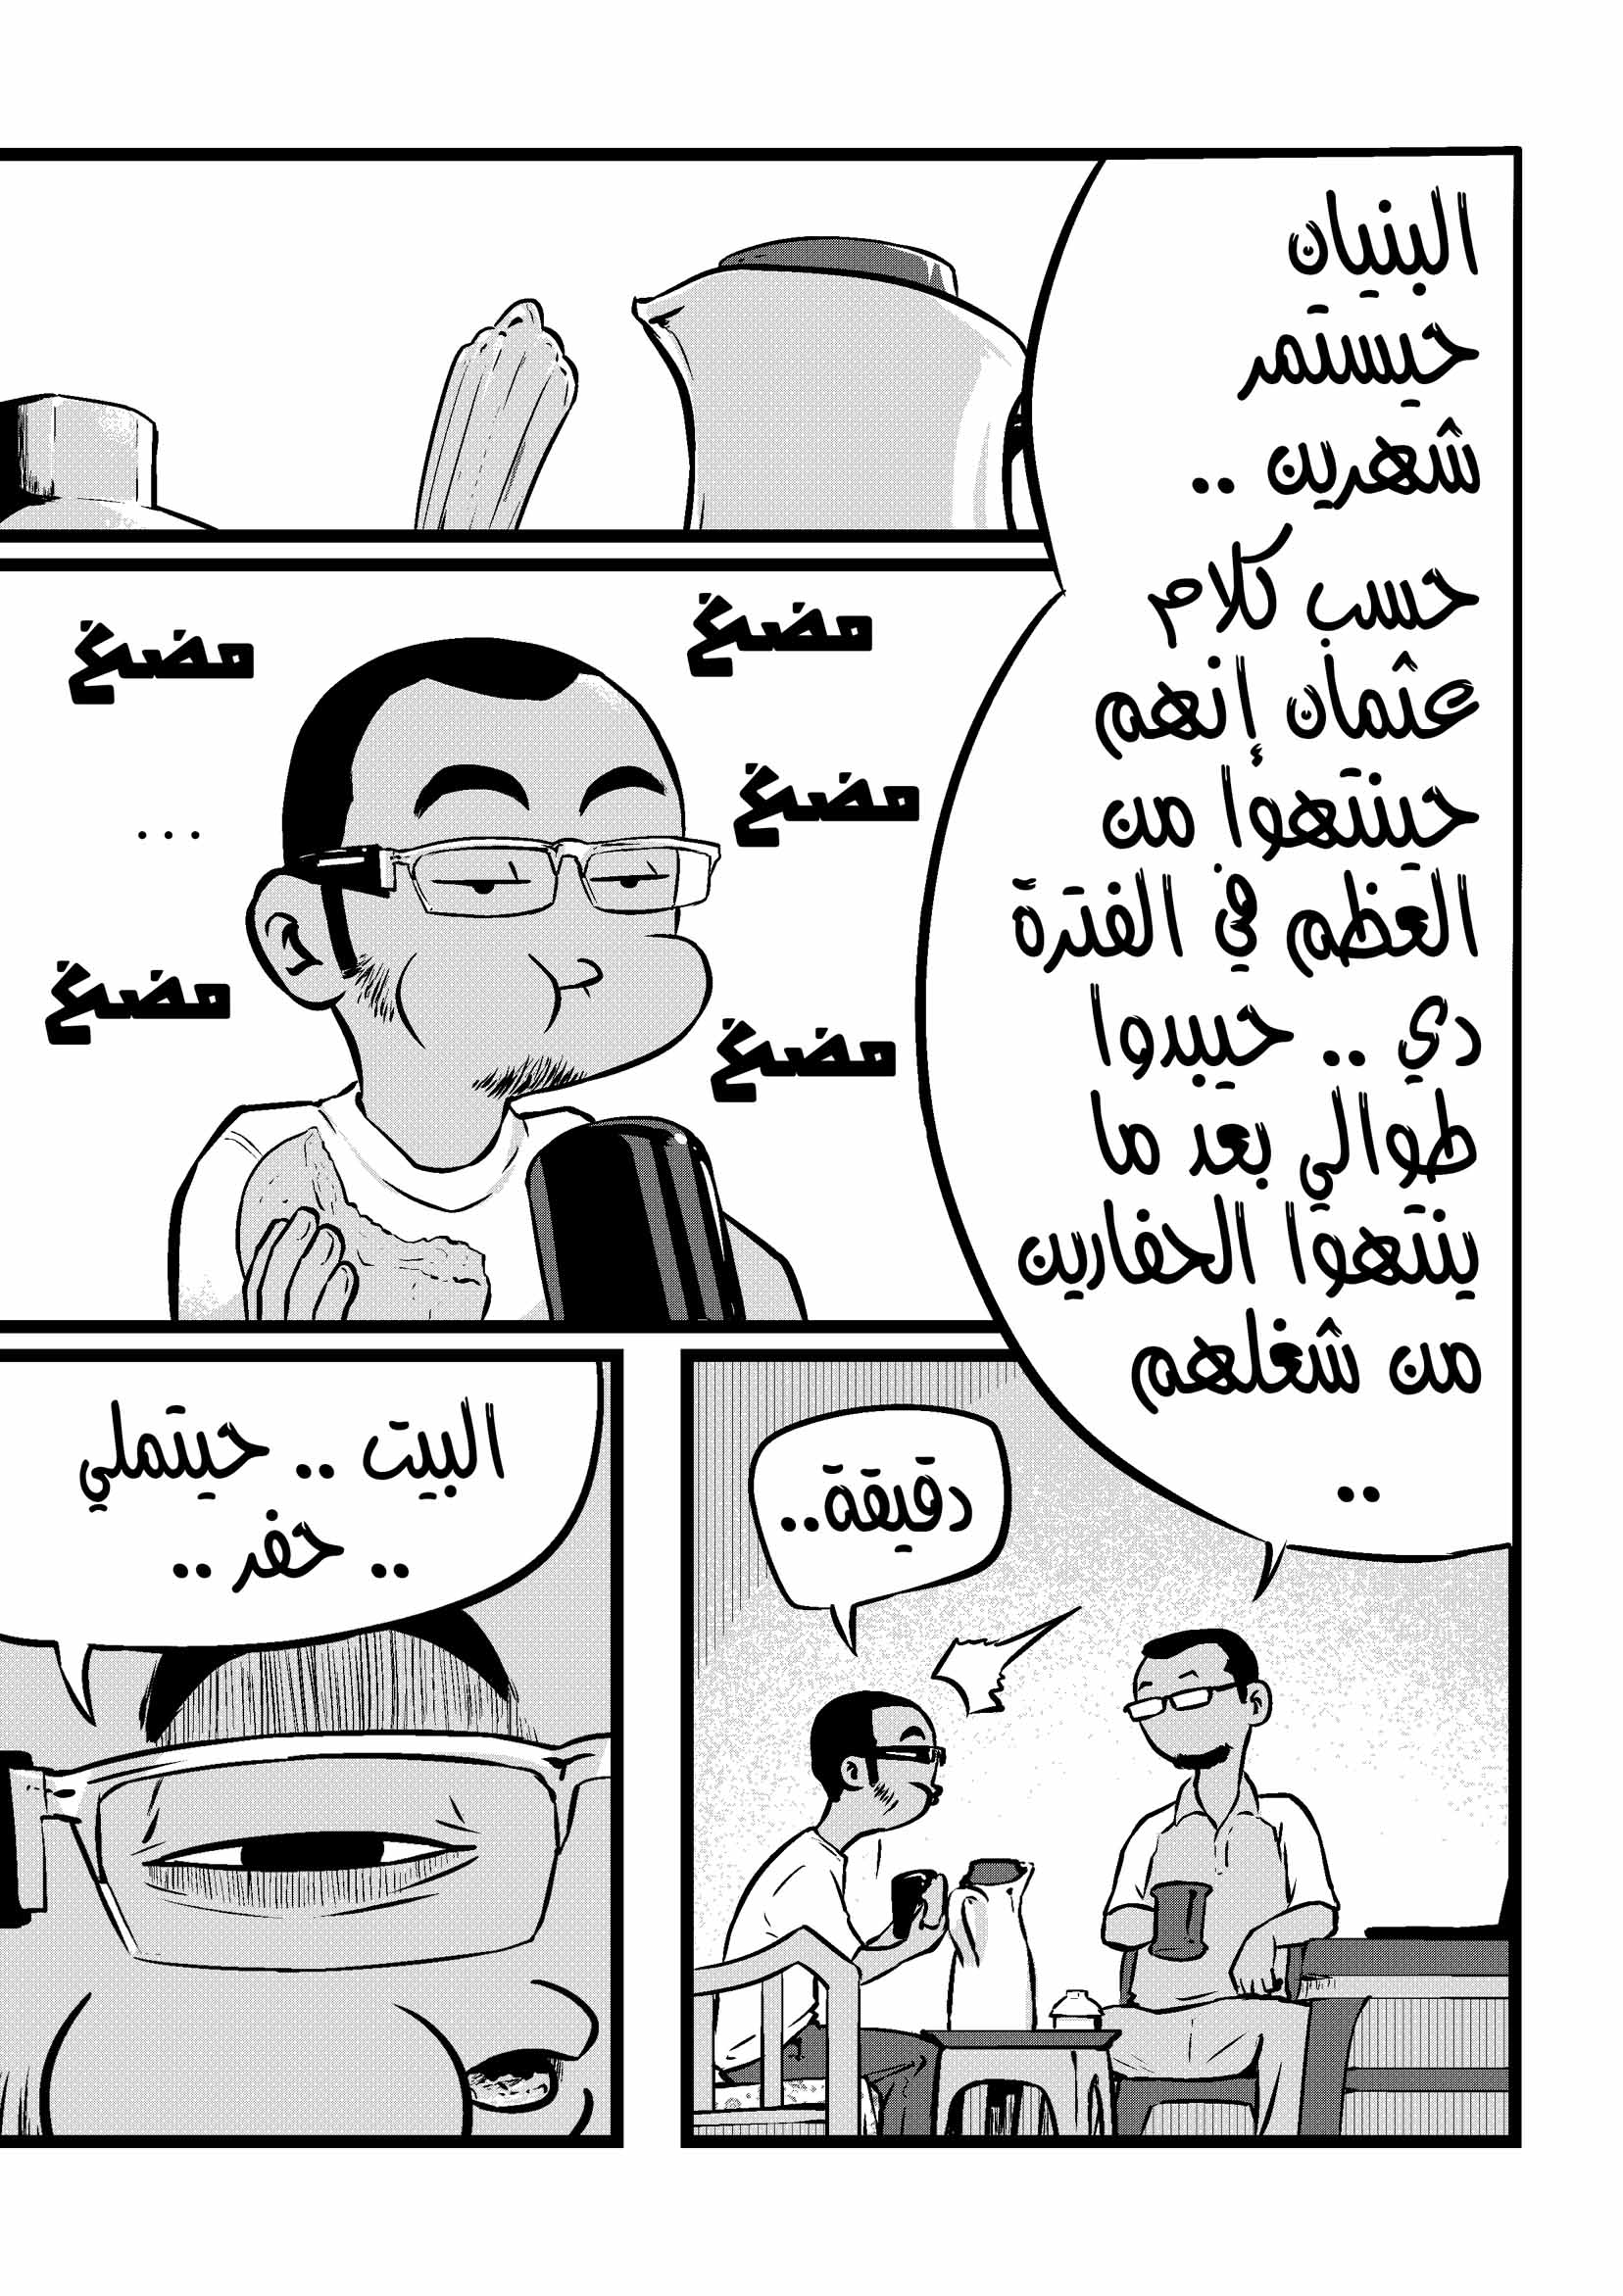 البنيان
حيستمر
شهرين ..
حسب كلام
عثمان إنهم
حينتهوا من
العظم في الفترة
دي .. حيبدوا
طوالي بعد ما
ينتهوا الحفارين
من شغلهم
..
مضغ
مضغ
مضغ
...
مضغ
مضغ
دقيقة..
البيت .. حيتملي
.. حفر ..